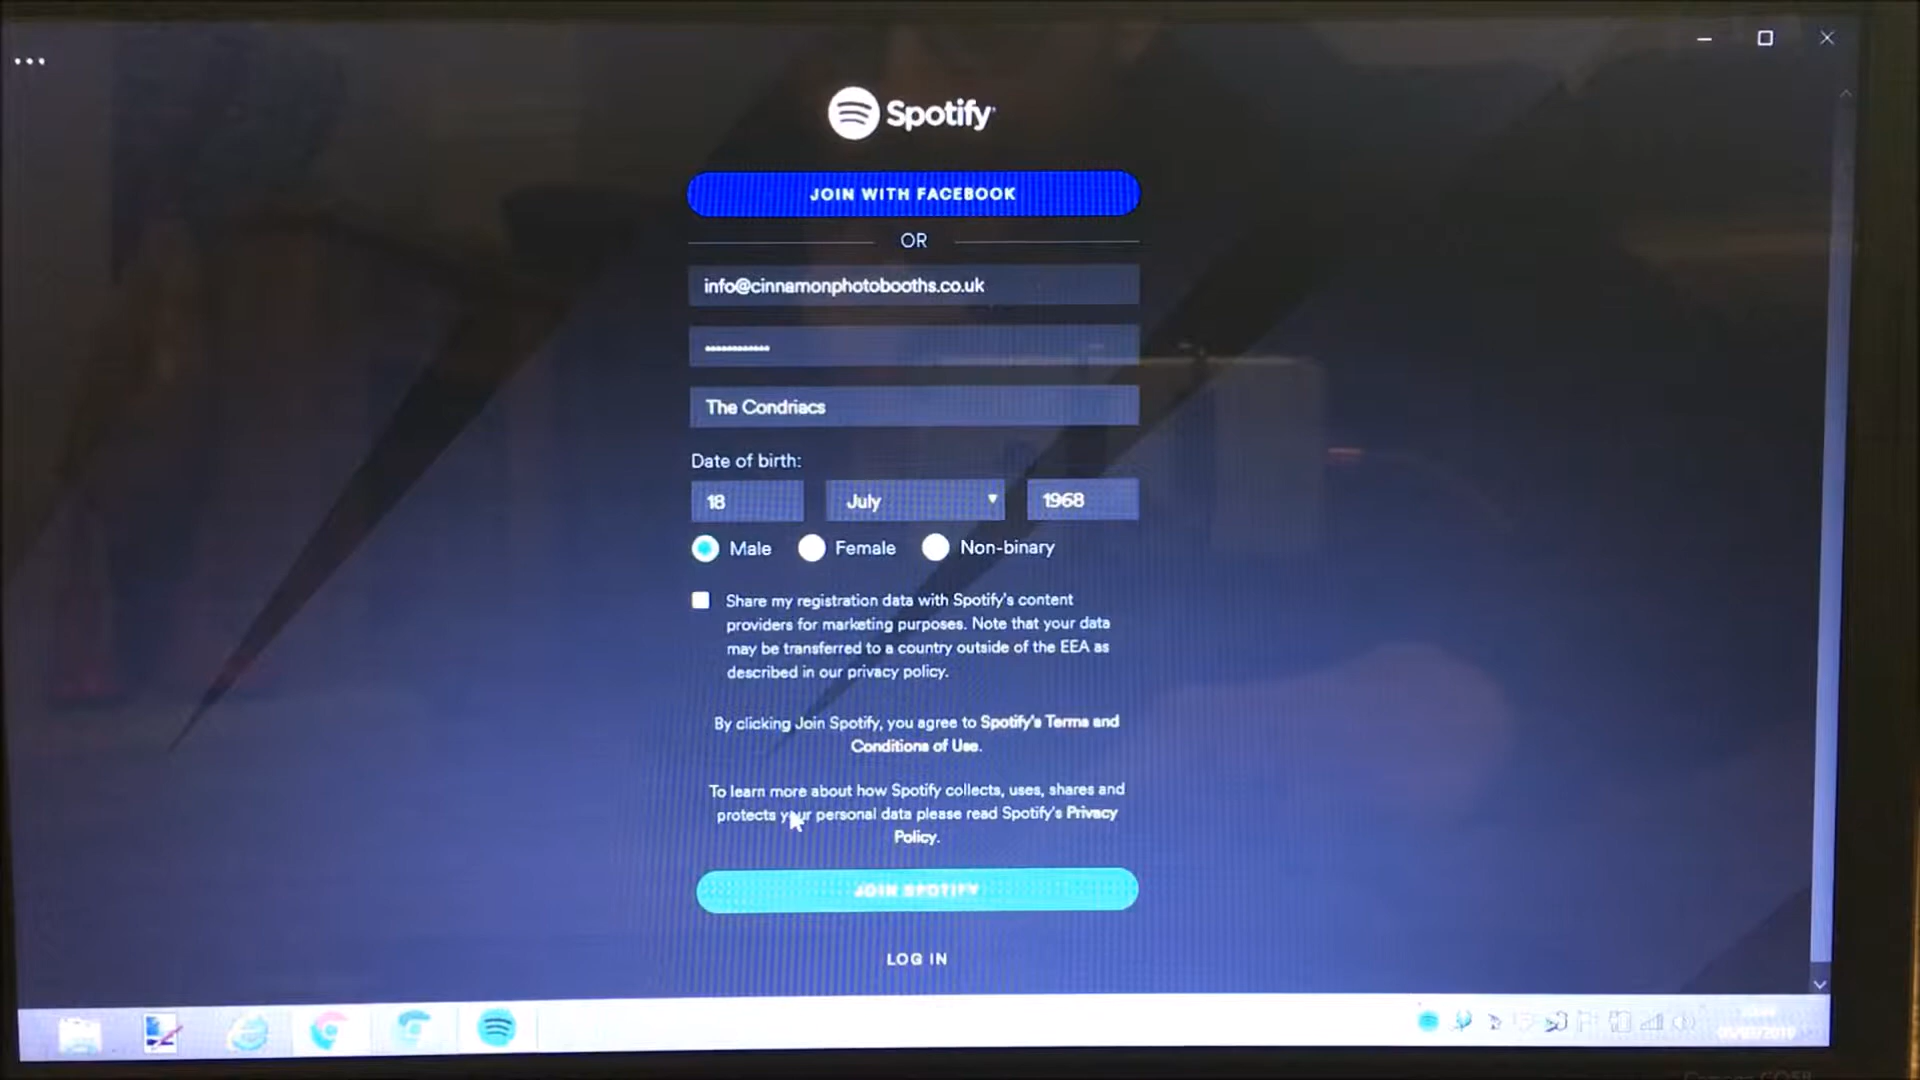 Spotify
JOIN WITH FACEBOOK
OR
info@cinnamonphotobooths.co.uk
••••••••••••
The Condriacs
Date of birth:
18 July 1968
Male Female Non-binary
Share my registration data with Spotify's content
providers for marketing purposes. Note that your data
may be transferred to a country outside of the EEA as
described in our privacy policy.
By clicking Join Spotify, you agree to Spotify's Terms and
Conditions of Use.
To learn more about how Spotify collects, uses, shares and
protects your personal data please read Spotify's Privacy
Policy.
JOIN SPOTIFY
LOG IN